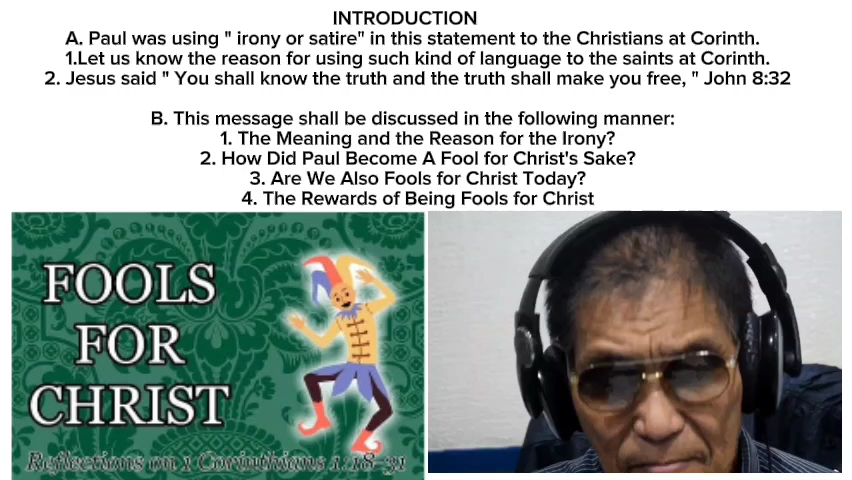 INTRODUCTION
A. Paul was using " irony or satire" in this statement to the Christians at Corinth.
1.Let us know the reason for using such kind of language to the saints at Corinth.
2. Jesus said " You shall know the truth and the truth shall make you free, " John 8:32
B. This message shall be discussed in the following manner:
1. The Meaning and the Reason for the Irony?
2. How Did Paul Become A Fool for Christ's Sake?
3. Are We Also Fools for Christ Today?
4. The Rewards of Being Fools for Christ
FOOLS
FOR
CHRIST
Reflections on 1 Corinthians 1:18-31